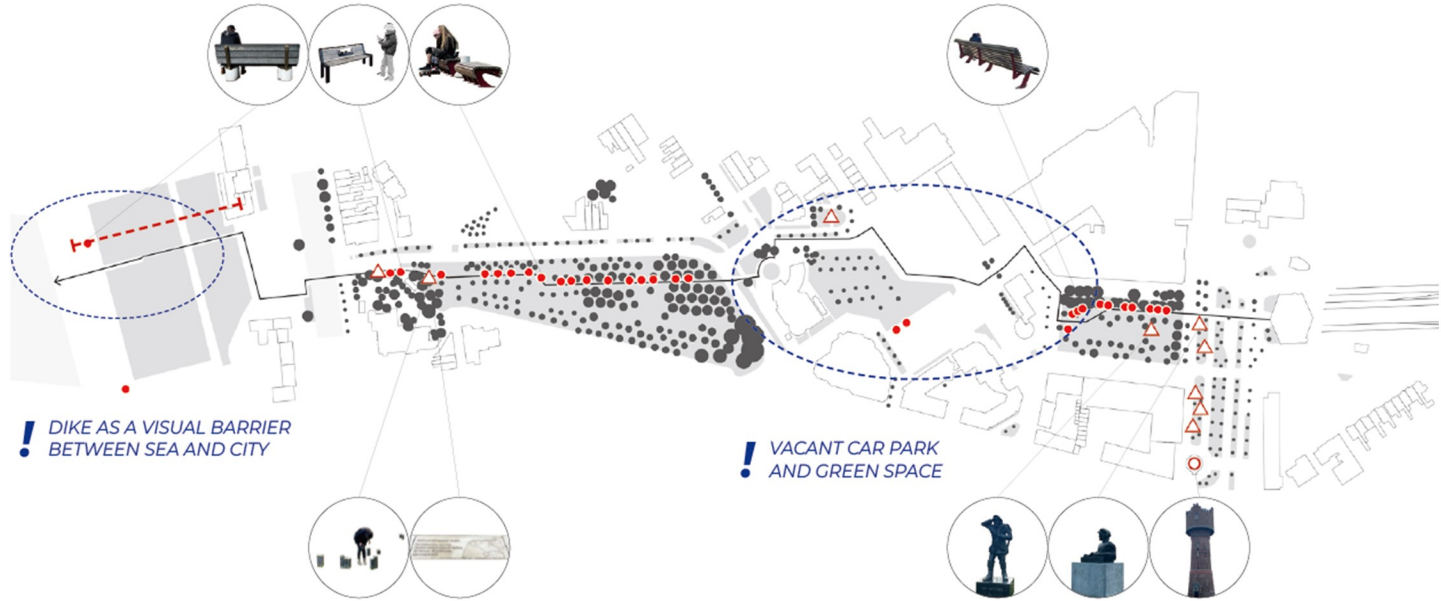 ! DIKE AS A VISUAL BARRIER
BETWEEN SEA AND CITY
! VACANT CAR PARK
AND GREEN SPACE